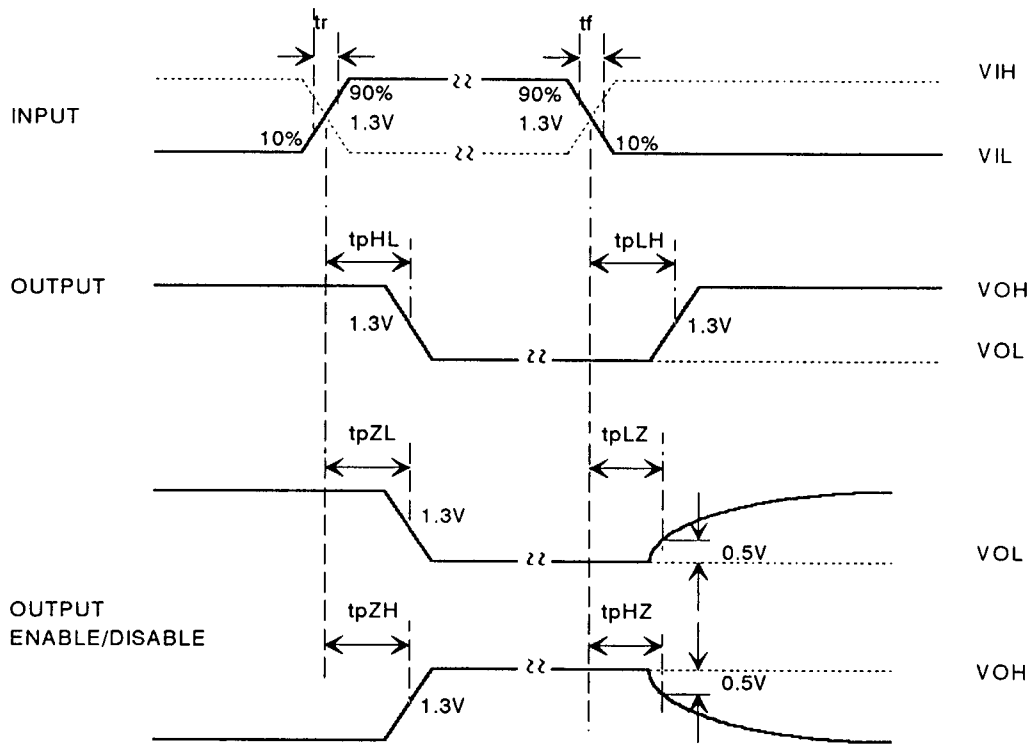 tr
tf
VIH
90%
90%
INPUT
1.3V
1.3V
10%
10%
VIL
tpHL
tpLH
OUTPUT
VOH
1.3V
1.3V
VOL
tpZL
tpLZ
1.3V
0.5V
VOL
OUTPUT
ENABLE/DISABLE
tpZH
tpHZ
VOH
0.5V
1.3V